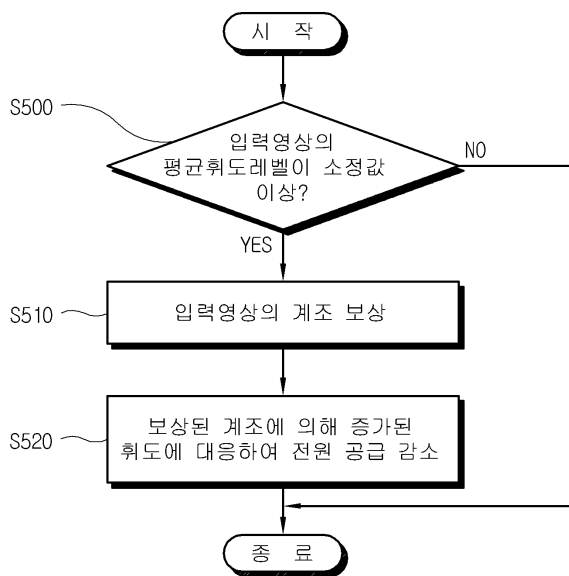 시 작
S500
입력영상의
평균휘도레벨이 소정값
이상?
NO
YES
S510
입력영상의 계조 보상
S520
보상된 계조에 의해 증가된
휘도에 대응하여 전원 공급 감소
종 료